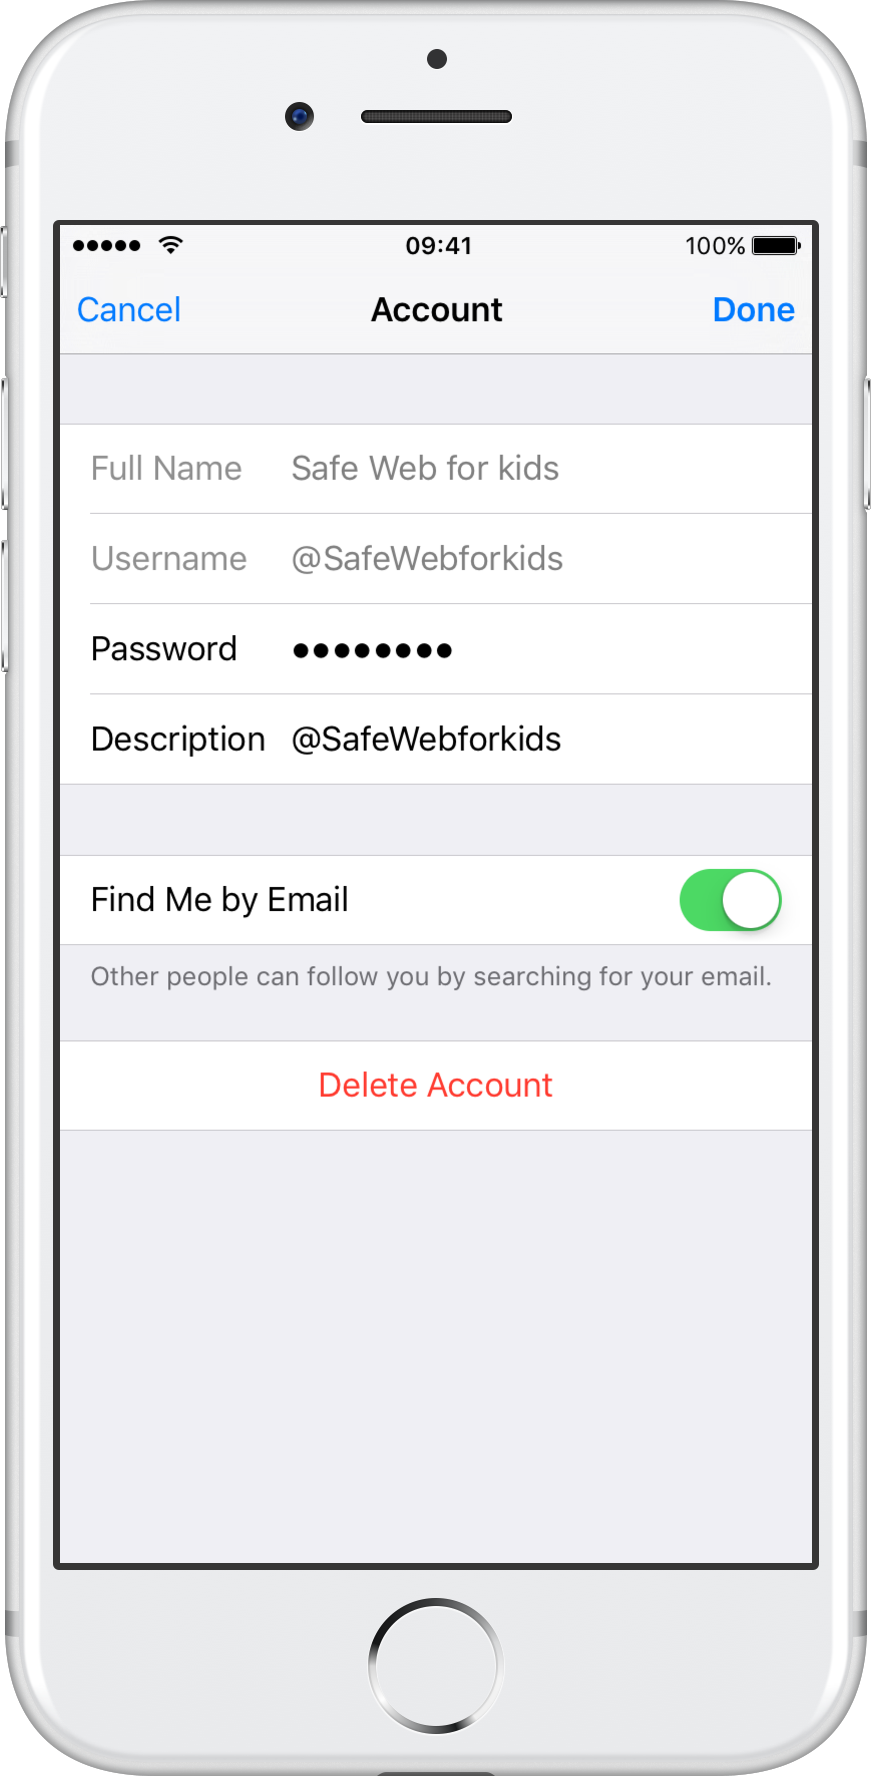 09:41 100%
Cancel Account Done
Full Name Safe Web for kids
Username @SafeWebforkids
Password ●●●●●●●●
Description @SafeWebforkids
Find Me by Email
Other people can follow you by searching for your email.
Delete Account